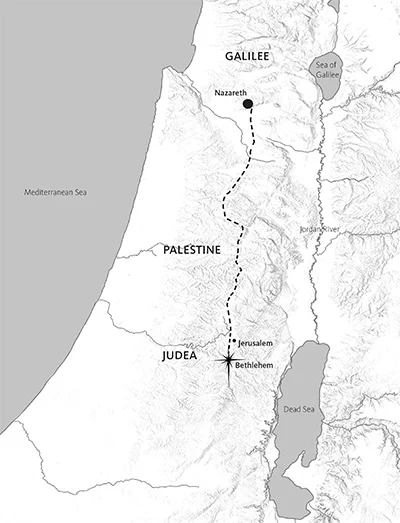 GALILEE
Sea of
Galilee
Nazareth
Mediterranean Sea
Jordan River
PALESTINE
Jerusalem
JUDEA
Bethlehem
Dead Sea